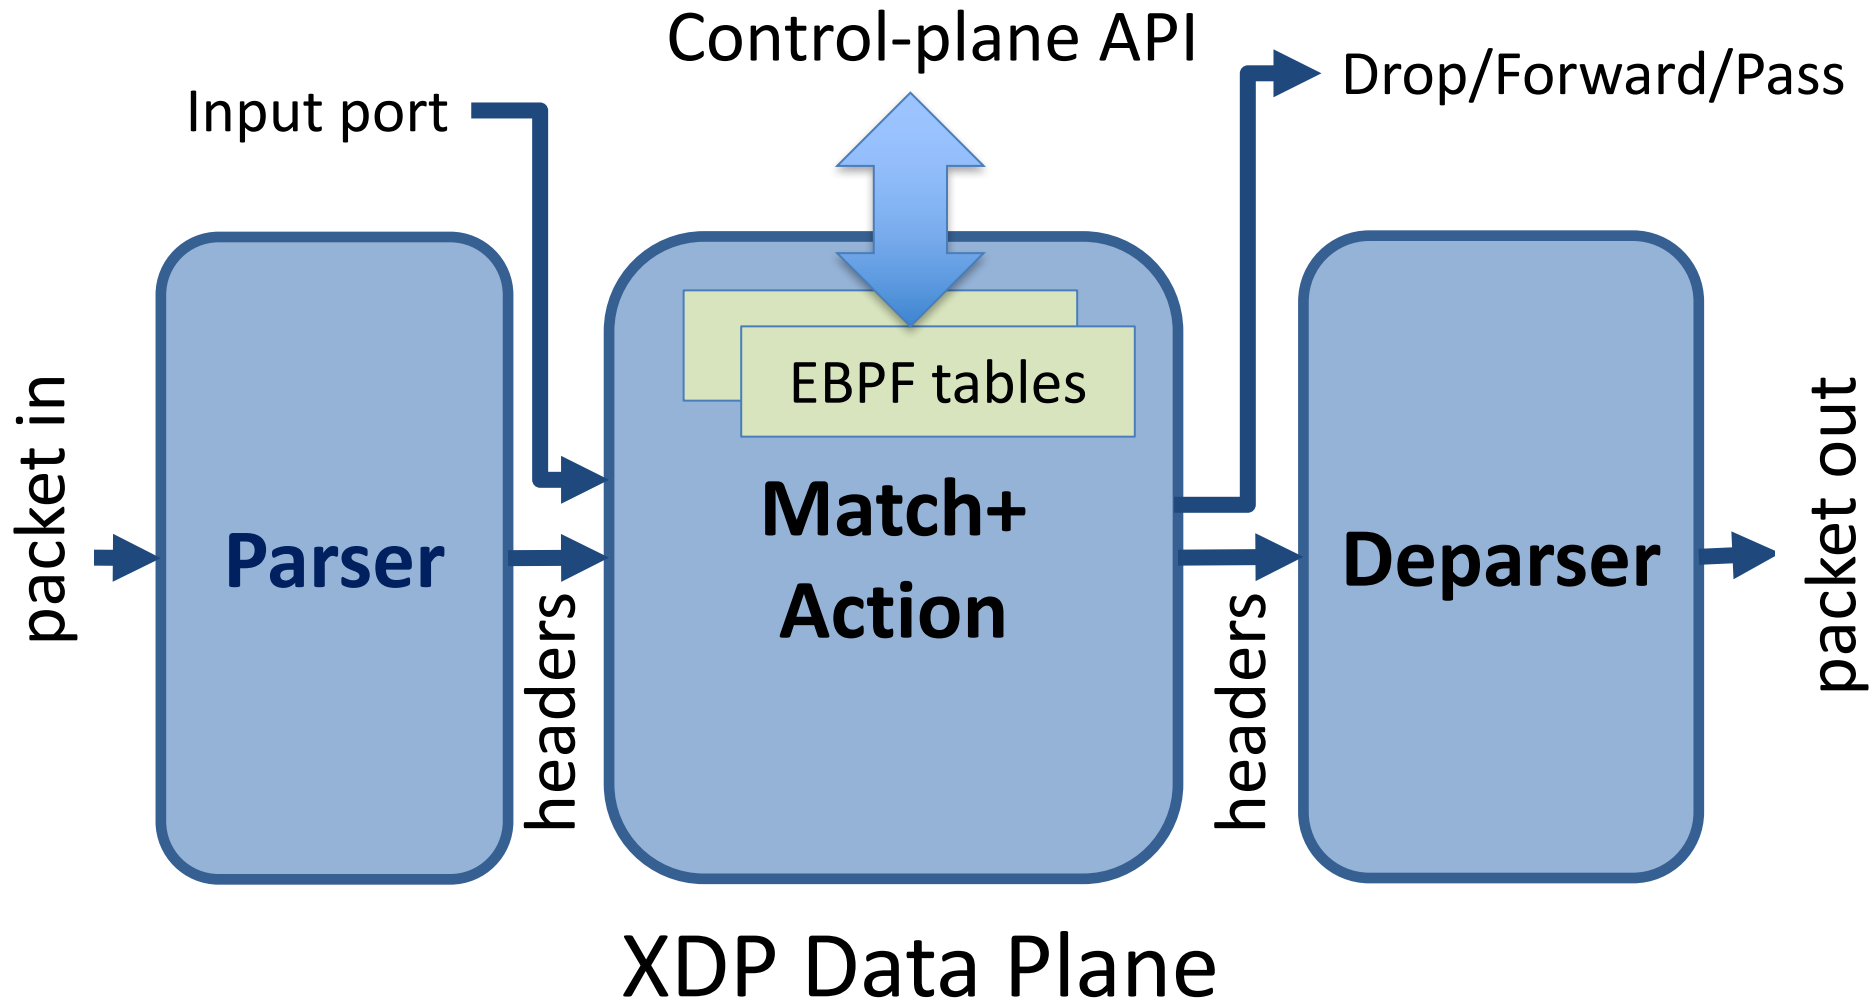 Control-plane API
Input port
Drop/Forward/Pass
EBPF tables
packet in
Parser
headers
Match+
Action
headers
Deparser
packet out
XDP Data Plane